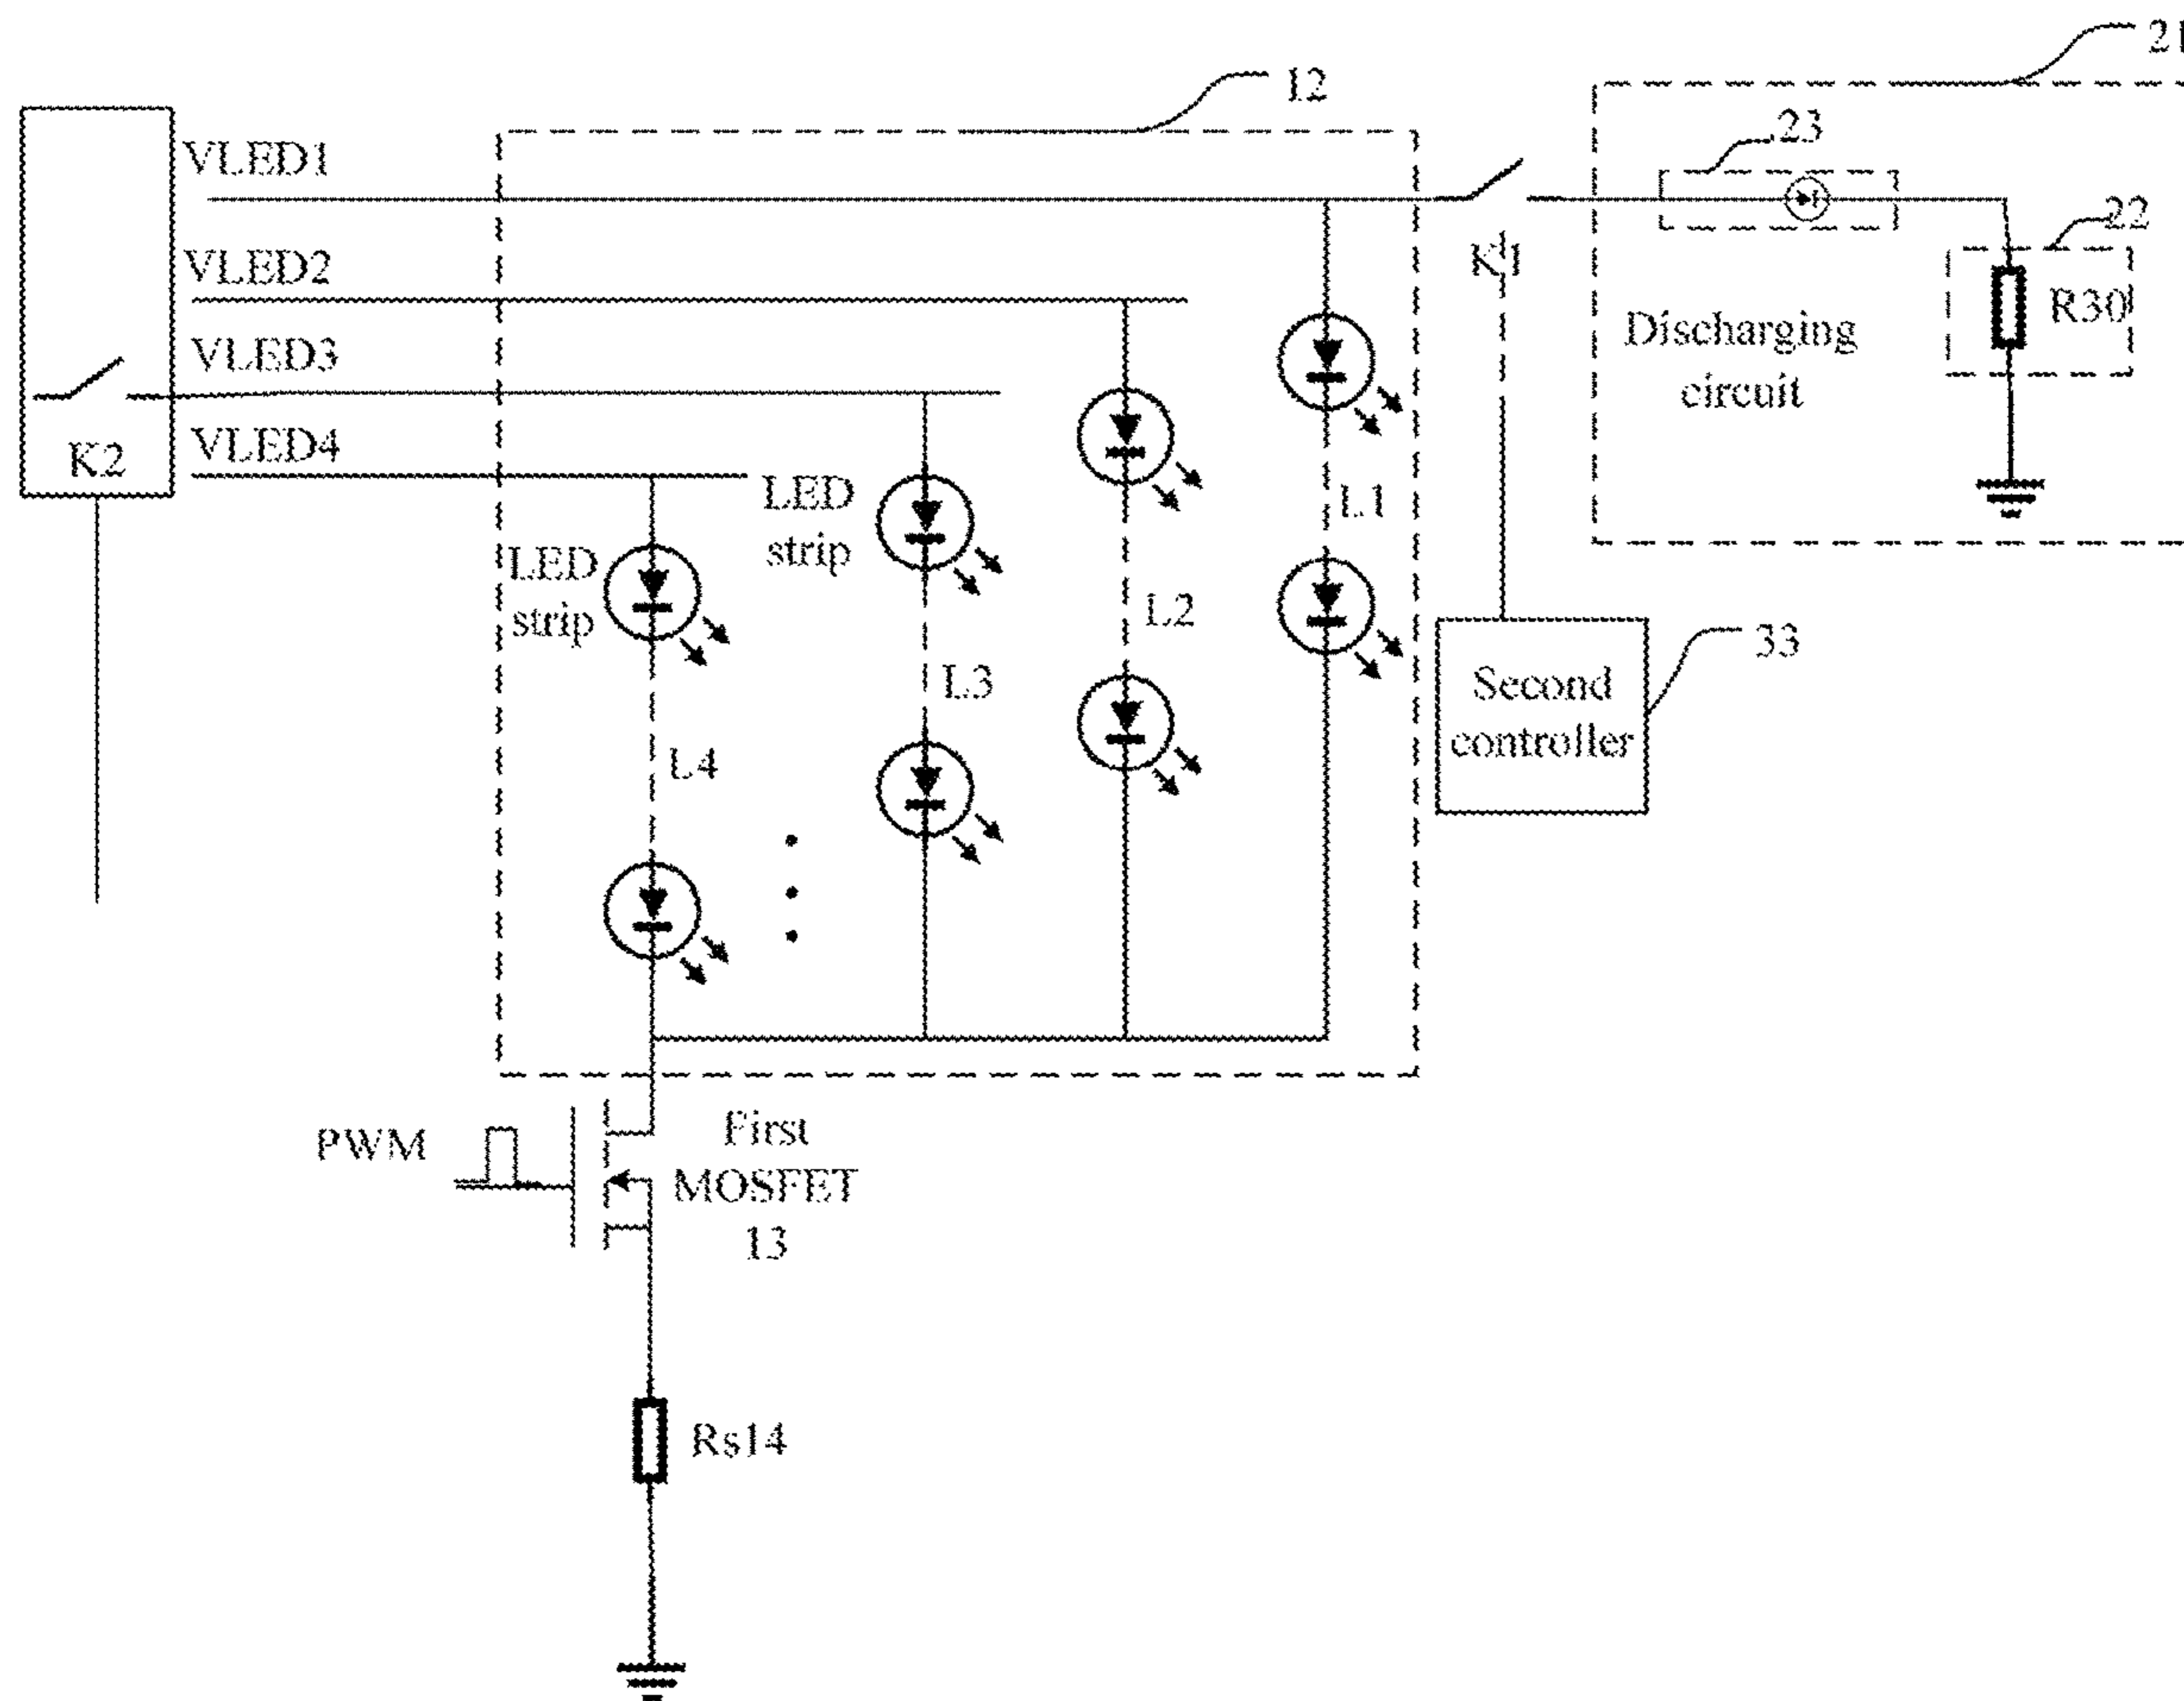 21
12
23
VLED1
22
VLED2
K1
R30
Discharging
circuit
VLED3
VLED4
K2
LED
strip
L1
LED
strip
L2
33
Second
controller
L3
L4
PWM
First
MOSFET
13
Rs14